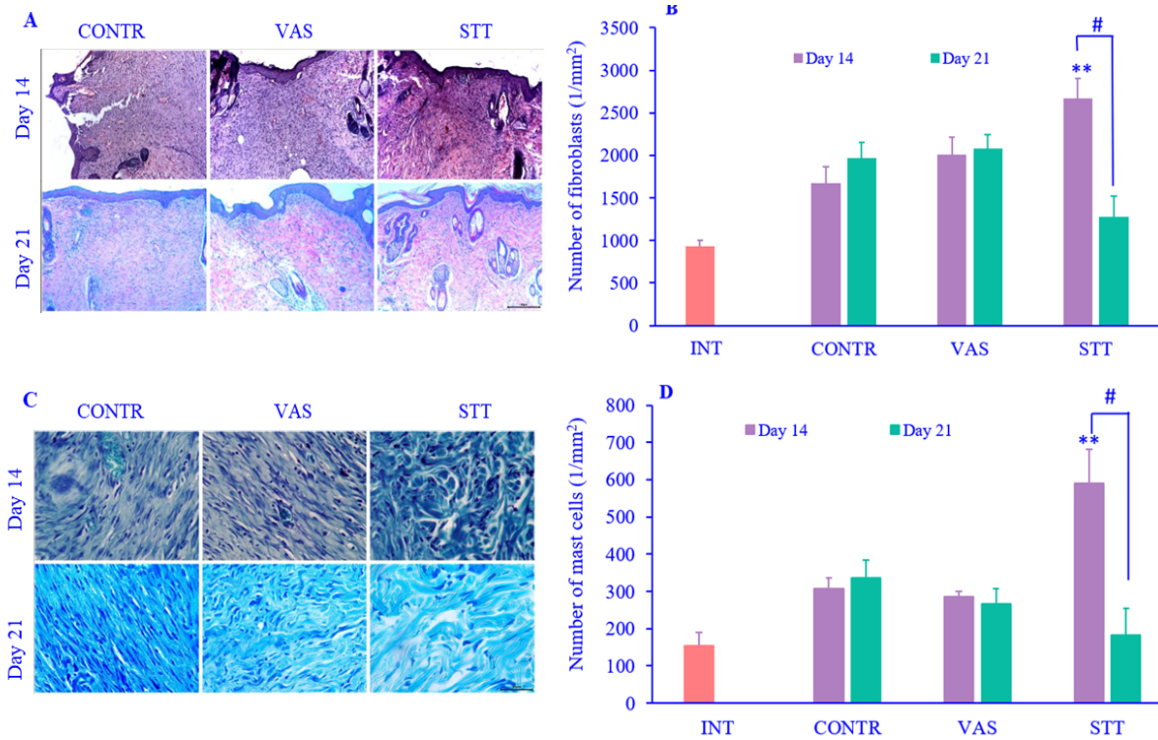 A
CONTR VAS STT
Day 14
Day 21
B
Number of fibroblasts (1/mm²)
3500
3000
2500
2000
1500
1000
500
0
Day 14 Day 21
#
**
INT CONTR VAS STT
C
CONTR VAS STT
Day 14
Day 21
D
Number of mast cells (1/mm²)
800
700
600
500
400
300
200
100
0
Day 14 Day 21
#
**
INT CONTR VAS STT